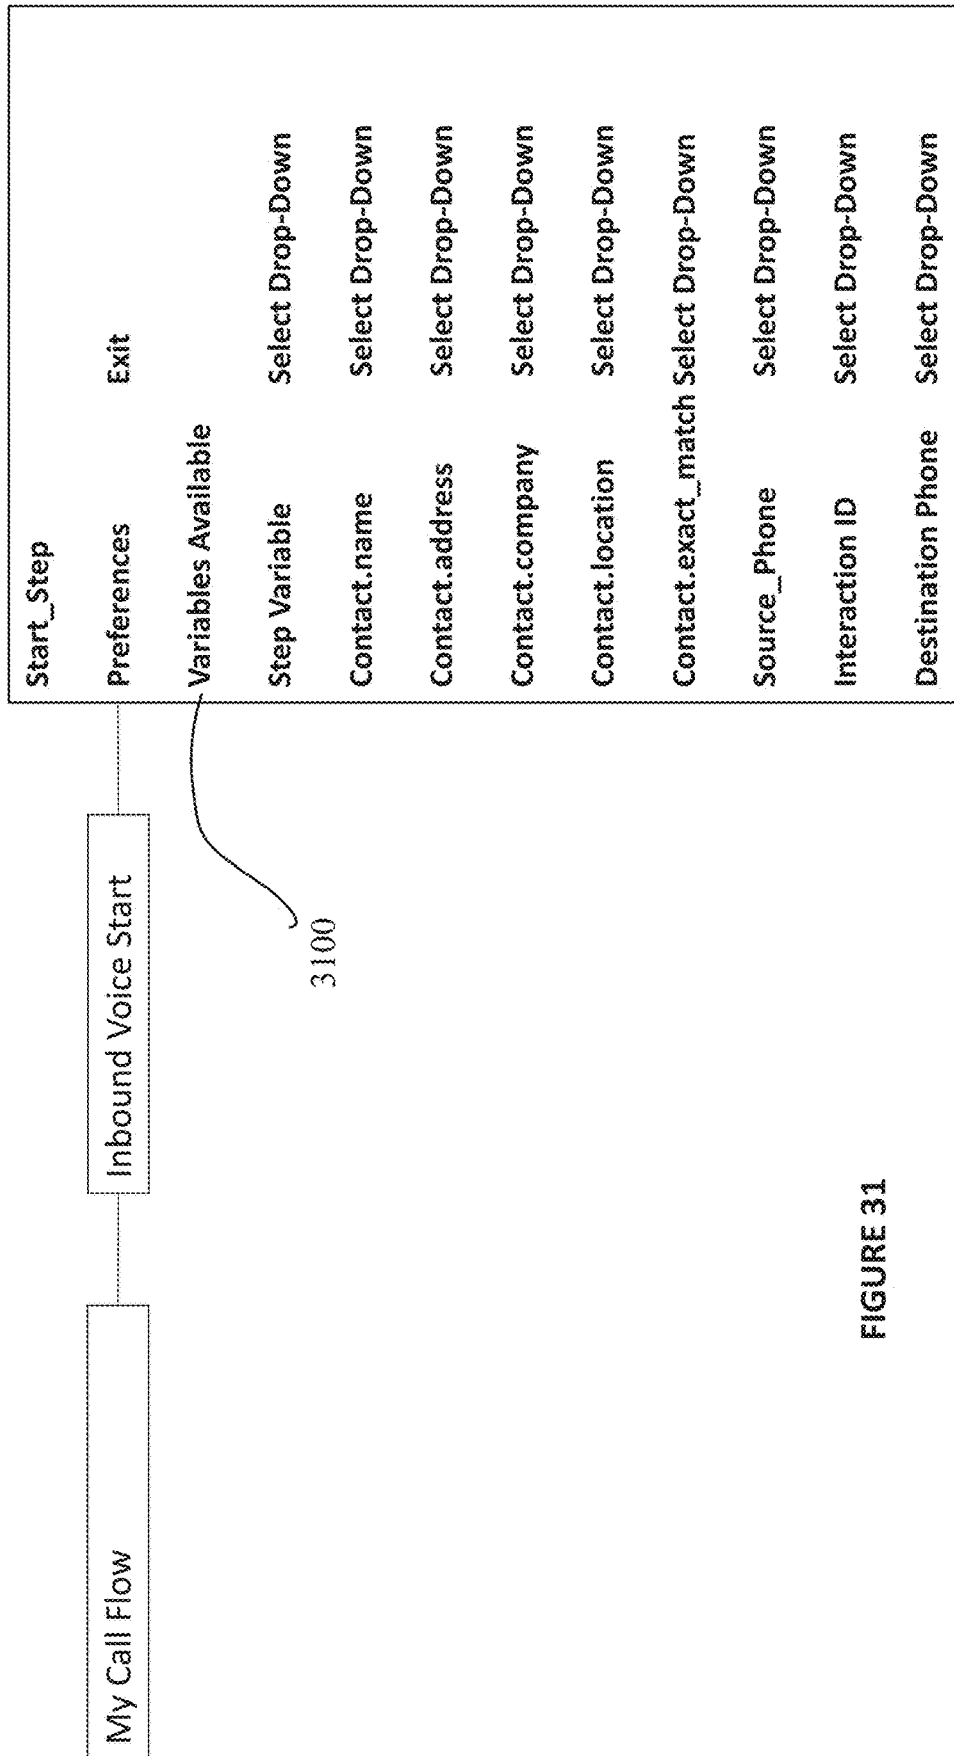 My Call Flow
Inbound Voice Start
Start_Step
Preferences Exit
Variables Available
Step Variable Select Drop-Down
Contact.name Select Drop-Down
Contact.address Select Drop-Down
Contact.company Select Drop-Down
Contact.location Select Drop-Down
Contact.exact_match Select Drop-Down
Source_Phone Select Drop-Down
Interaction ID Select Drop-Down
Destination Phone Select Drop-Down
3100
FIGURE 31